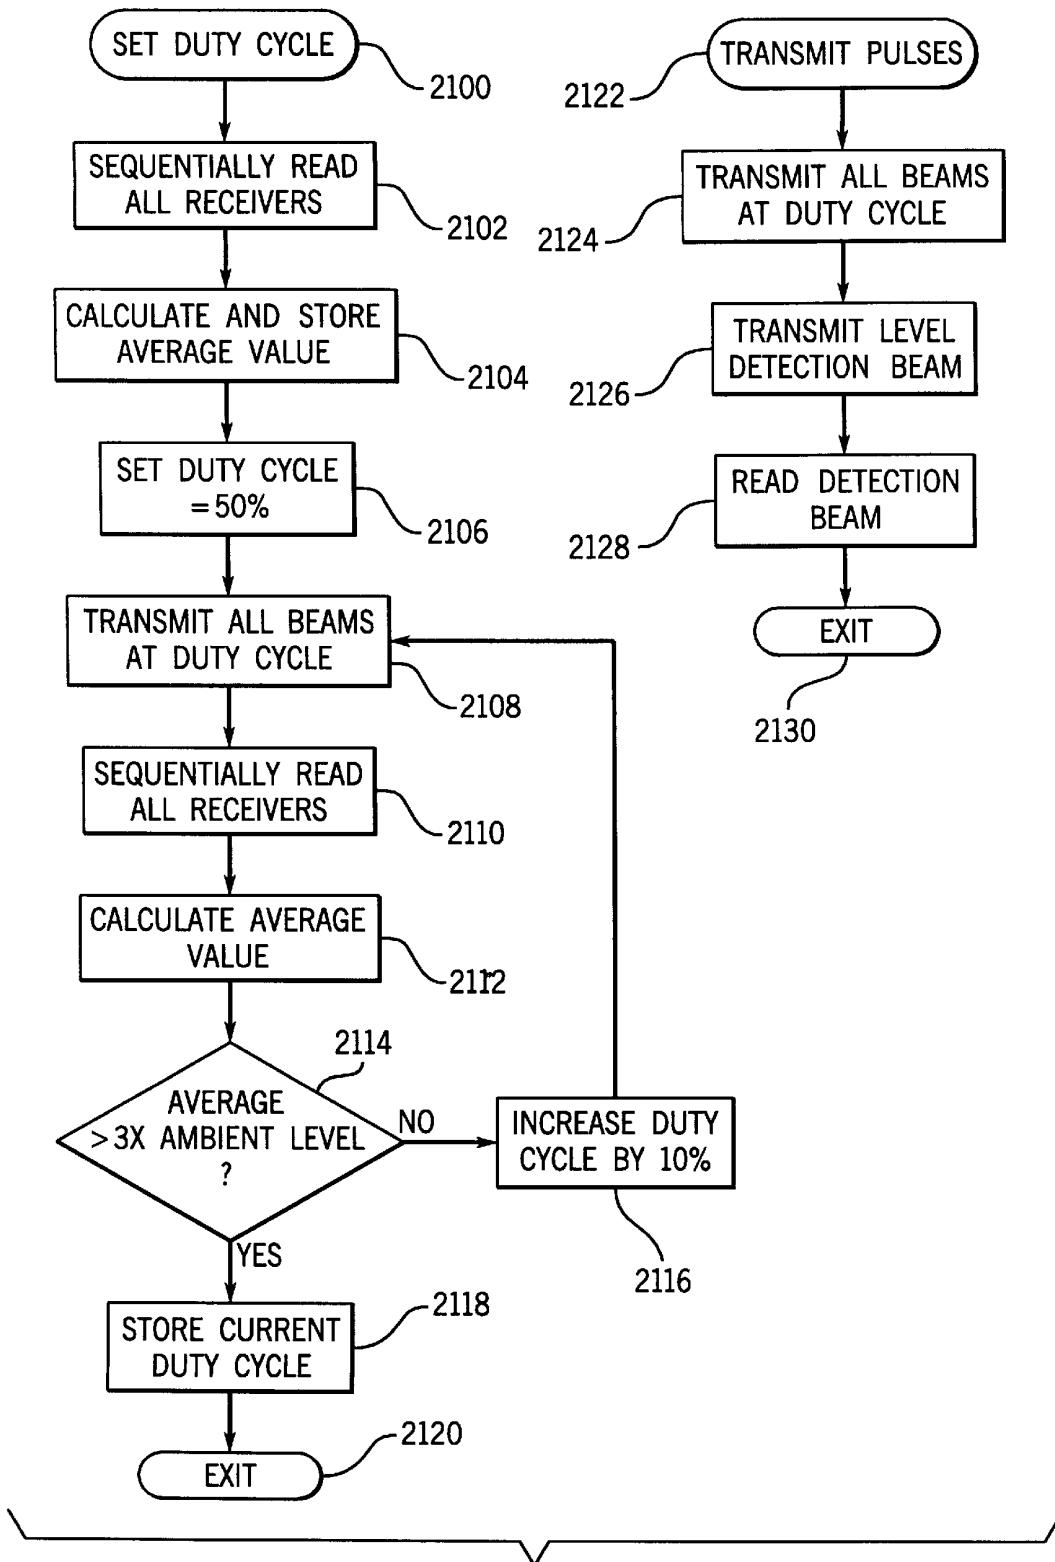 SET DUTY CYCLE
2100
SEQUENTIALLY READ
ALL RECEIVERS
2102
CALCULATE AND STORE
AVERAGE VALUE
2104
SET DUTY CYCLE
=50%
2106
TRANSMIT ALL BEAMS
AT DUTY CYCLE
2108
SEQUENTIALLY READ
ALL RECEIVERS
2110
CALCULATE AVERAGE
VALUE
2112
2114
AVERAGE
>3X AMBIENT LEVEL
?
NO
INCREASE DUTY
CYCLE BY 10%
2116
YES
STORE CURRENT
DUTY CYCLE
2118
EXIT
2120
TRANSMIT PULSES
2122
TRANSMIT ALL BEAMS
AT DUTY CYCLE
2124
TRANSMIT LEVEL
DETECTION BEAM
2126
READ DETECTION
BEAM
2128
EXIT
2130